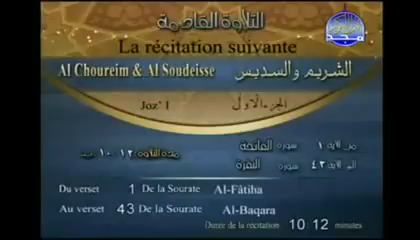 التلاوة القادمة
La récitation suivante
Al Choureim & Al Soudeisse الشريم والسديس
Joz' 1 الجزء الأول
من الآية ١ سورة الفاتحة
الى الآية ٤٣ سورة البقرة
مدة التلاوة: ١٢، ١٠
Du verset 1 De la Sourate Al-Fâtiha
Au verset 43 De la Sourate Al-Baqara
Durée de la récitation 10 12 minutes